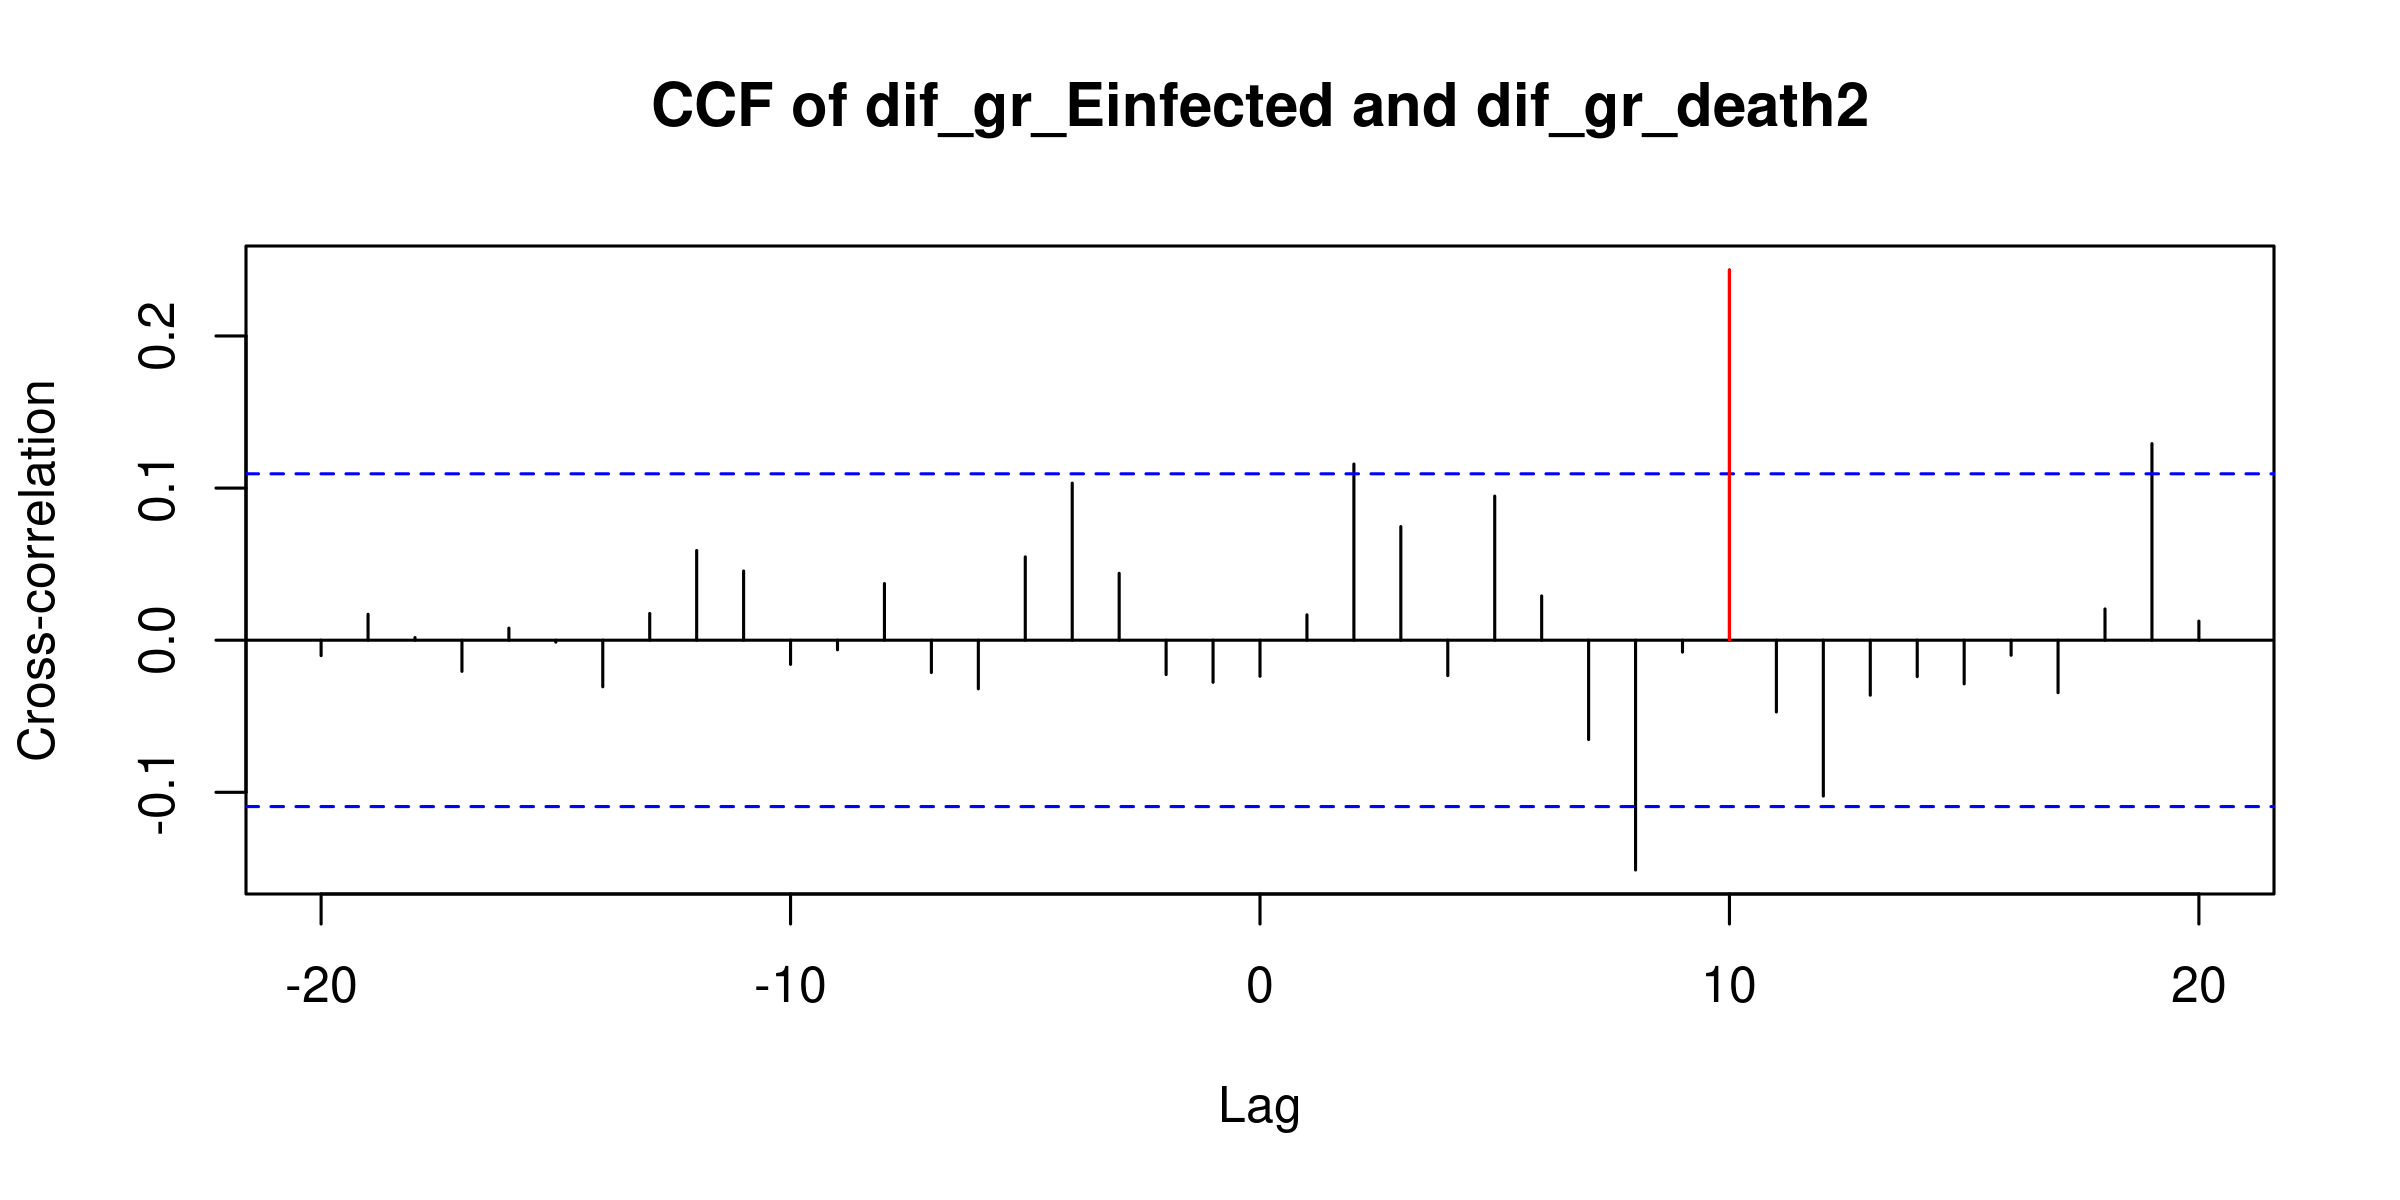 CCF of dif_gr_Einfected and dif_gr_death2
Cross-correlation
0.2
0.1
0.0
-0.1
-20 -10 0 10 20
Lag